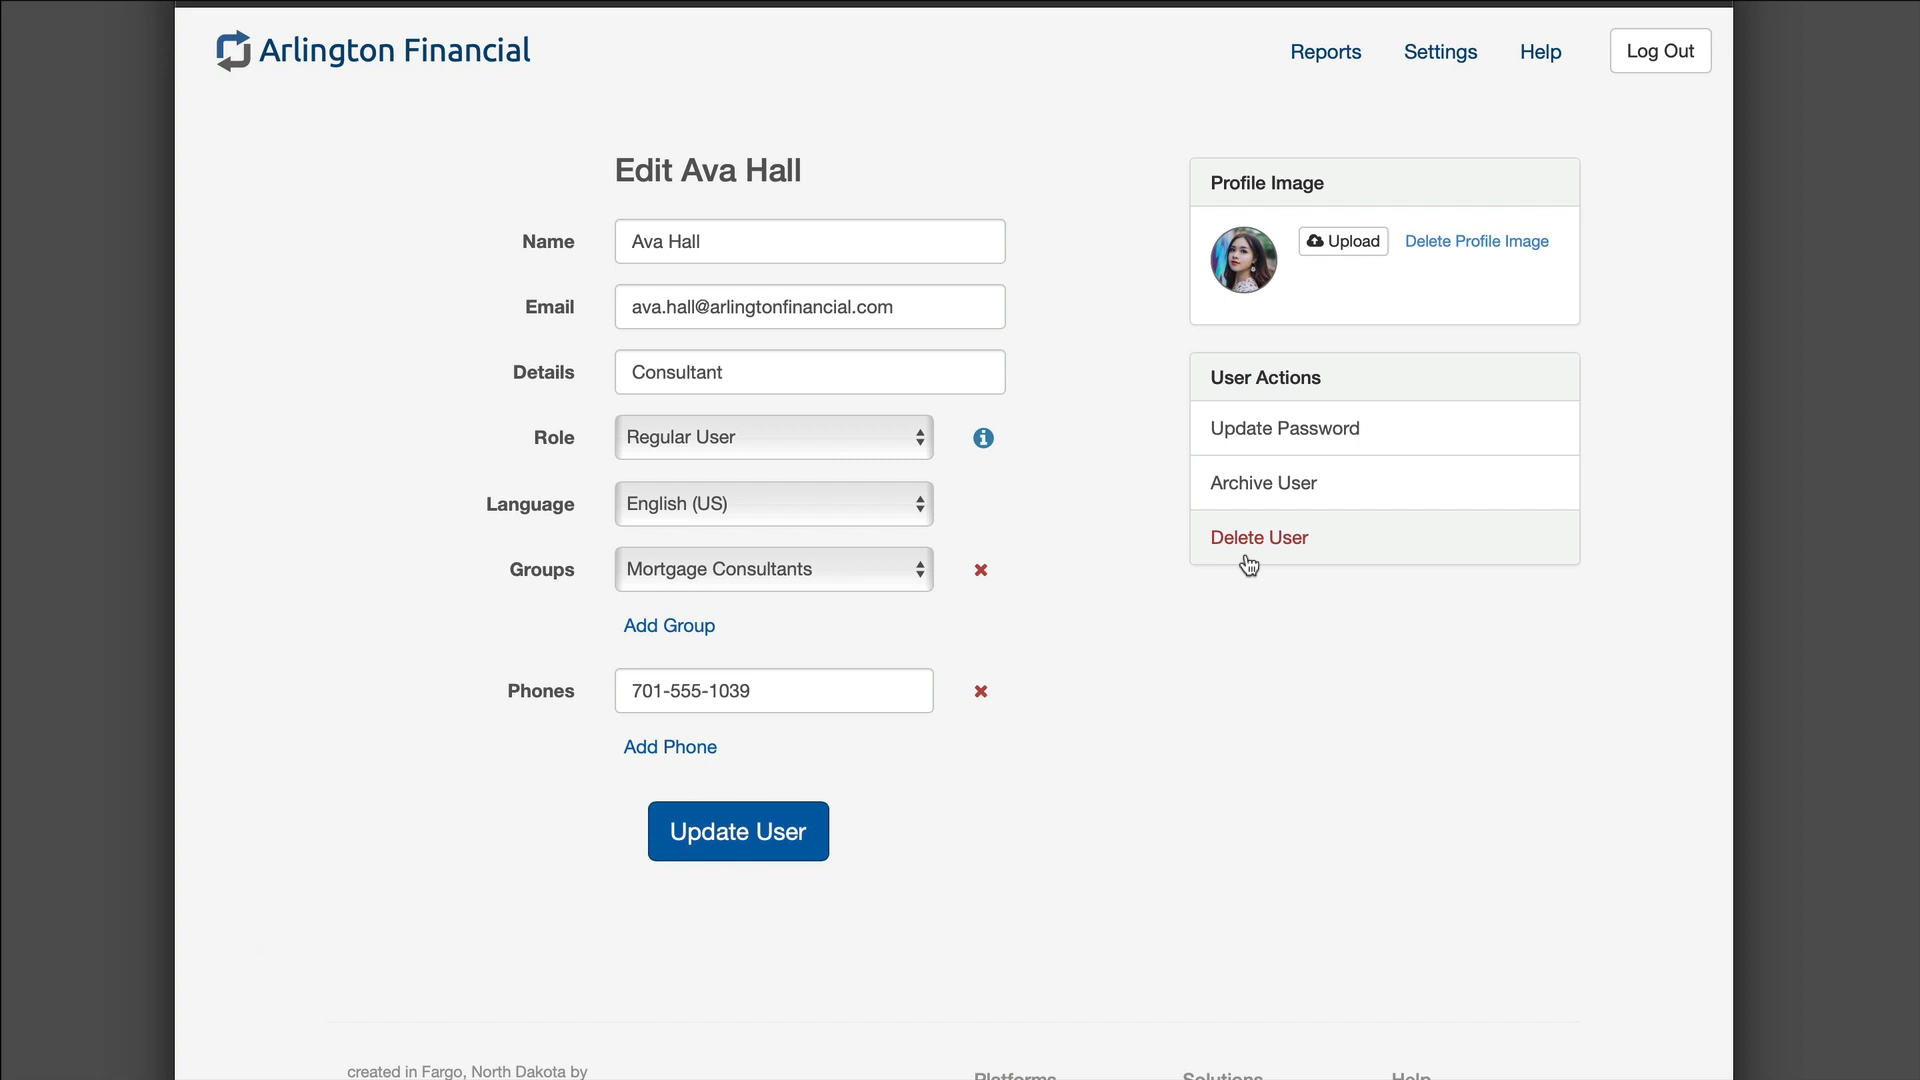 Arlington Financial
Reports Settings Help Log Out
Edit Ava Hall
Name Ava Hall
Email ava.hall@arlingtonfinancial.com
Details Consultant
Role Regular User
Language English (US)
Groups Mortgage Consultants
Add Group
Phones 701-555-1039
Add Phone
Update User
Profile Image
Upload Delete Profile Image
User Actions
Update Password
Archive User
Delete User
created in Fargo, North Dakota by
Platforms Solutions Help